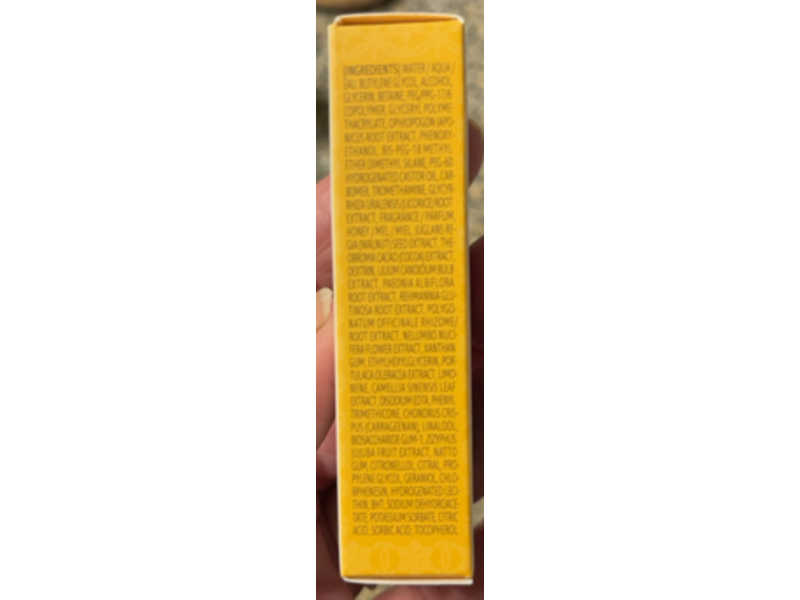 [INGREDIENTS] WATER / AQUA /
EAU, BUTYLENE GLYCOL, ALCOHOL,
GLYCERIN, BETAINE, PEG/PPG-17/6
COPOLYMER, GLYCERYL POLYME-
THACRYLATE, OPHIOPOGON JAPO-
NICUS ROOT EXTRACT, PHENOXY-
ETHANOL, BIS-PEG-18 METHYL
ETHER DIMETHYL SILANE, PEG-60
HYDROGENATED CASTOR OIL, CAR-
BOMER, TROMETHAMINE, GLYCYR-
RHIZA URALENSIS (LICORICE) ROOT
EXTRACT, FRAGRANCE / PARFUM,
HONEY / MEL / MIEL, JUGLANS RE-
GIA (WALNUT) SEED EXTRACT, THE-
OBROMA CACAO (COCOA) EXTRACT,
DEXTRIN, LILIUM CANDIDUM BULB
EXTRACT, PAEONIA ALBIFLORA
ROOT EXTRACT, REHMANNIA GLU-
TINOSA ROOT EXTRACT, POLYGO-
NATUM OFFICINALE RHIZOME/
ROOT EXTRACT, NELUMBO NUCI-
FERA FLOWER EXTRACT, XANTHAN
GUM, ETHYLHEXYLGLYCERIN, POR-
TULACA OLERACEA EXTRACT, LIMO-
NENE, CAMELLIA SINENSIS LEAF
EXTRACT, DISODIUM EDTA, PHENYL
TRIMETHICONE, CHONDRUS CRIS-
PUS (CARRAGEENAN), LINALOOL,
BIOSACCHARIDE GUM-1, ZIZYPHUS
JUJUBA FRUIT EXTRACT, NATTO
GUM, CITRONELLOL, CITRAL, PRO-
PYLENE GLYCOL, GERANIOL, CHLO-
RPHENESIN, HYDROGENATED LECI-
THIN, BHT, SODIUM DEHYDROACE-
TATE, POTASSIUM SORBATE, CITRIC
ACID, SORBIC ACID, TOCOPHEROL